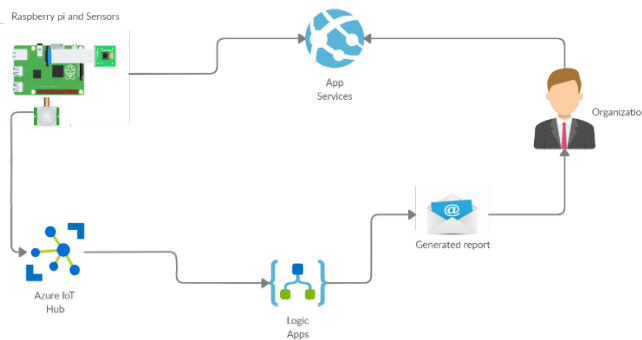 Raspberry pi and Sensors
App
Services
Organizatio
@
Generated report
Azure IoT
Hub
Logic
Apps